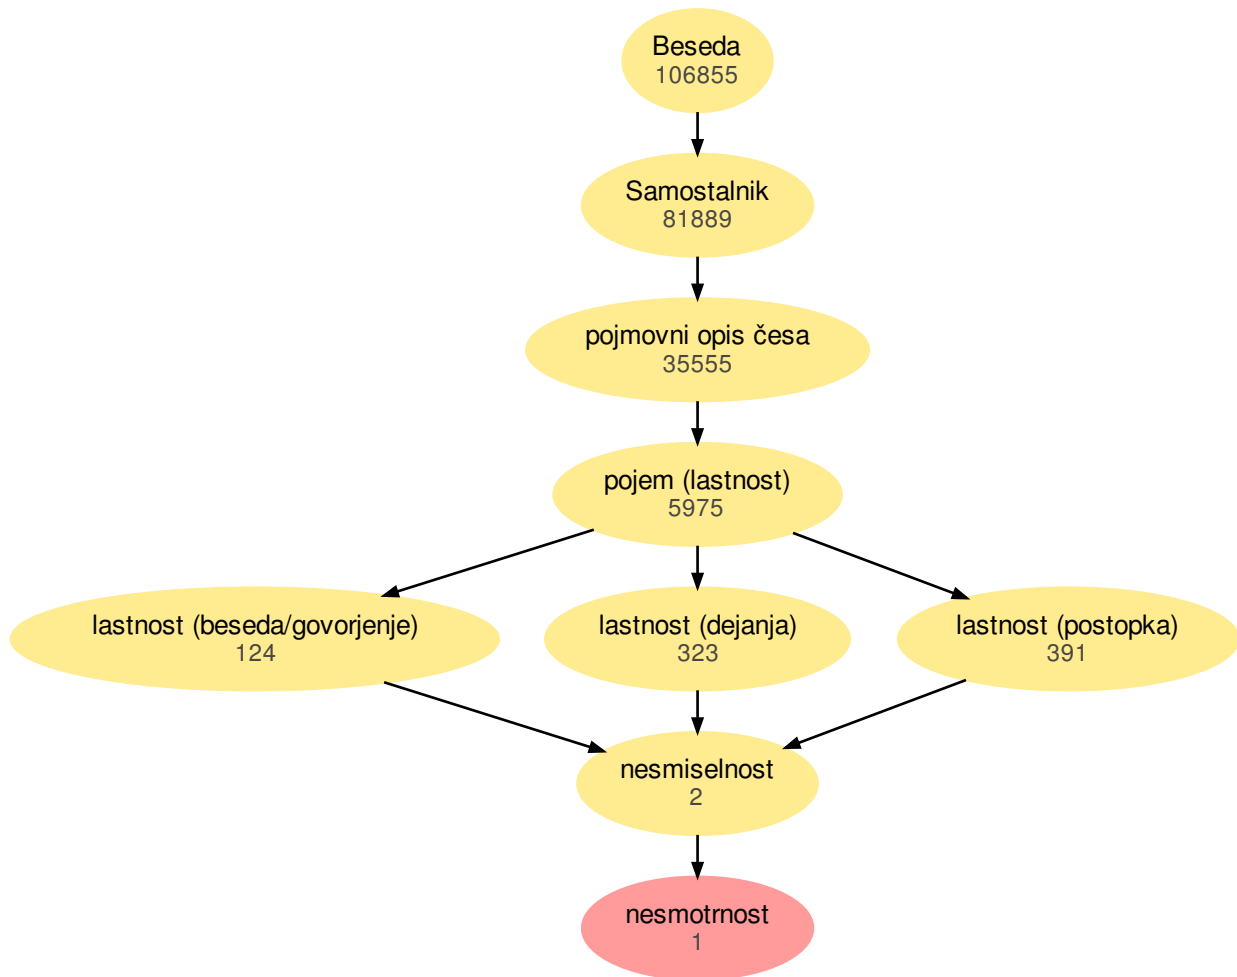 Beseda
106855
Samostalnik
81889
pojmovni opis česa
35555
pojem (lastnost)
5975
lastnost (beseda/govorjenje)
124
lastnost (dejanja)
323
lastnost (postopka)
391
nesmiselnost
2
nesmotrnost
1